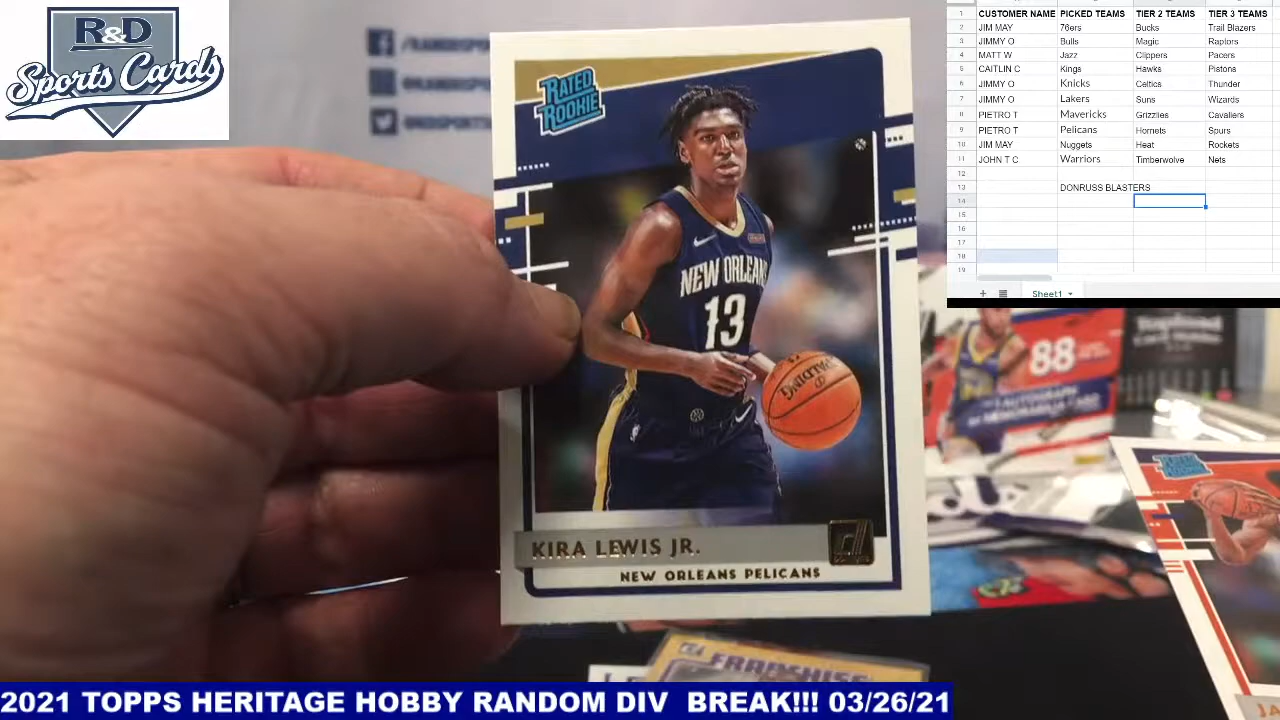 R&D
Sports Cards
RATED
ROOKIE
NEW ORLEANS
13
SPALDING
KIRA LEWIS JR.
NEW ORLEANS PELICANS
1 CUSTOMER NAME PICKED TEAMS TIER 2 TEAMS TIER 3 TEAMS
2 JIM MAY 76ers Bucks Trail Blazers
3 JIMMY O Bulls Magic Raptors
4 MATT W Jazz Clippers Pacers
5 CAITLIN C Kings Hawks Pistons
6 JIMMY O Knicks Celtics Thunder
7 JIMMY O Lakers Suns Wizards
8 PIETRO T Mavericks Grizzlies Cavaliers
9 PIETRO T Pelicans Hornets Spurs
10 JIM MAY Nuggets Heat Rockets
11 JOHN T C Warriors Timberwolve Nets
12
13 DONRUSS BLASTERS
14
15
16
17
18
19
+ Sheet1
88
AUTOGRAPH
RATED
ROOKIE
FRANCHISE
JA
2021 TOPPS HERITAGE HOBBY RANDOM DIV BREAK!!! 03/26/21